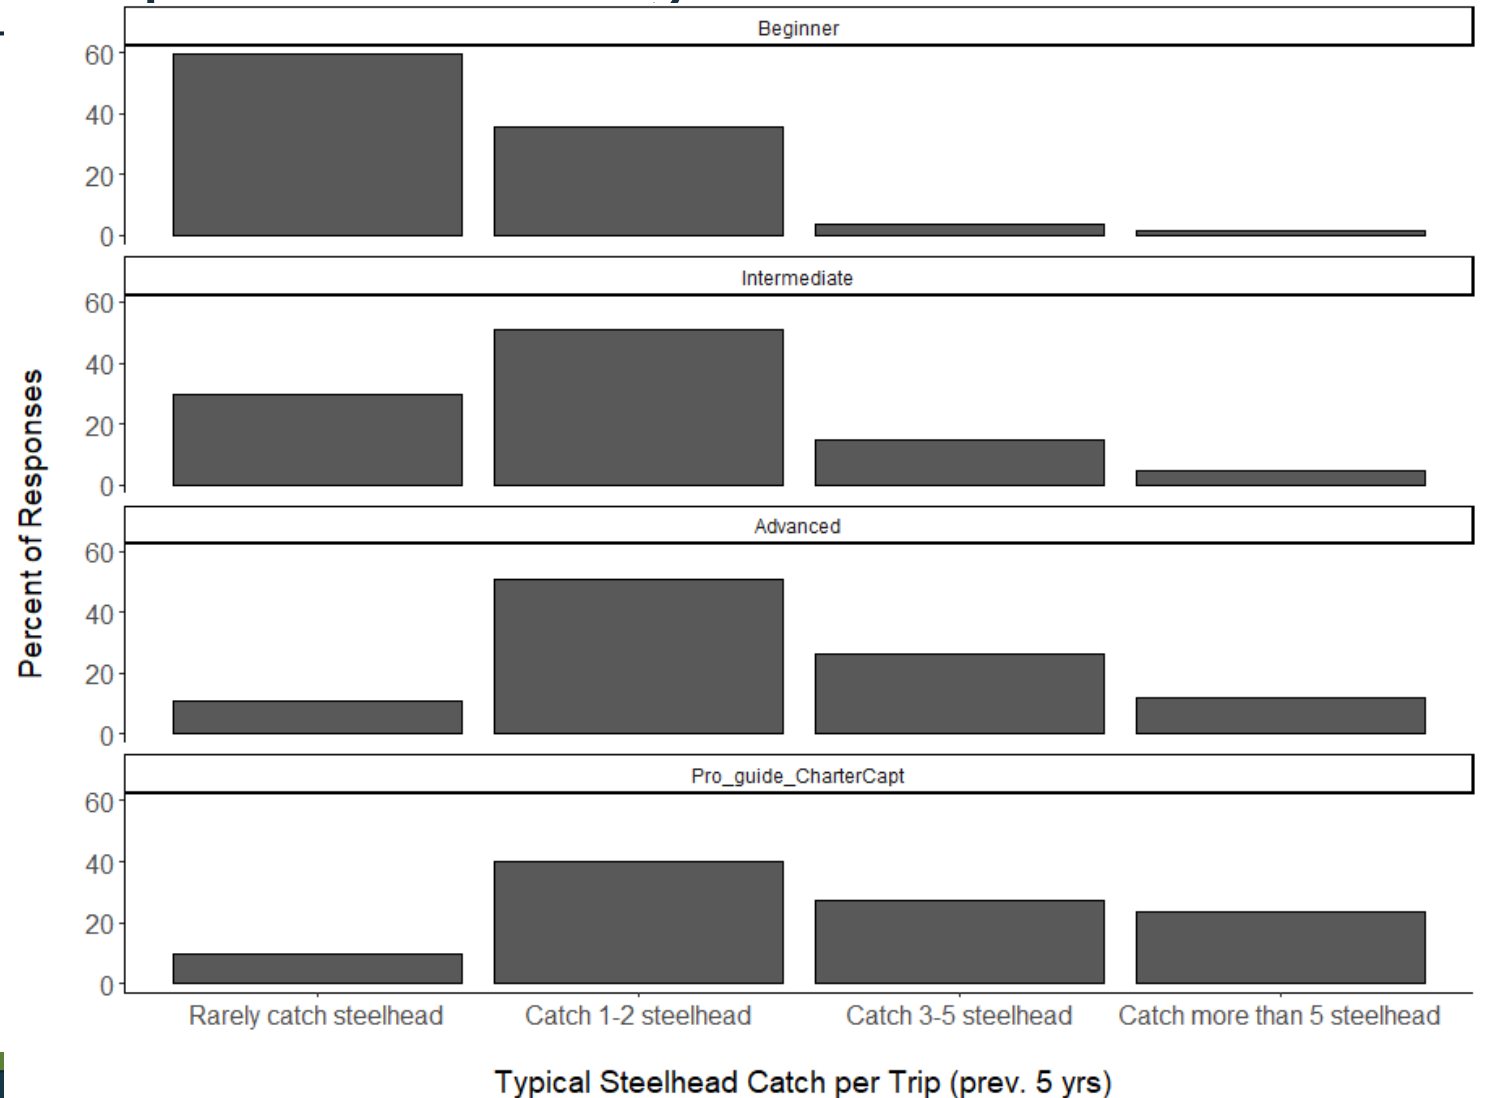 Beginner
60
40
20
0
Intermediate
60
40
20
0
Advanced
60
40
20
0
Pro_guide_CharterCapt
60
40
20
0
Percent of Responses
Rarely catch steelhead
Catch 1-2 steelhead
Catch 3-5 steelhead
Catch more than 5 steelhead
Typical Steelhead Catch per Trip (prev. 5 yrs)